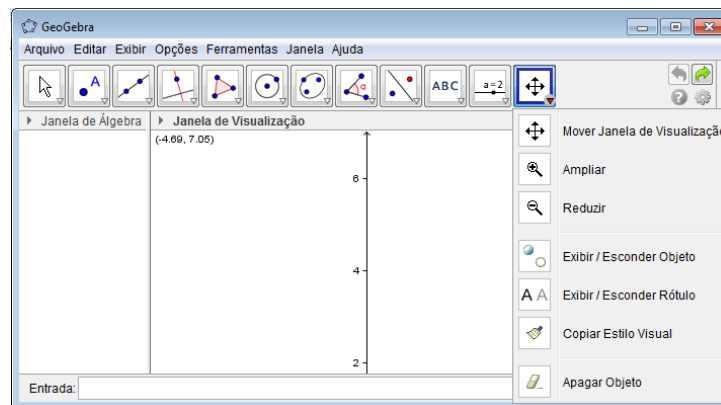 GeoGebra
Arquivo Editar Exibir Opções Ferramentas Janela Ajuda
A
α
ABC
a=2
Janela de Álgebra
Janela de Visualização
(-4.69, 7.05)
6
4
2
Mover Janela de Visualização
Ampliar
Reduzir
Exibir / Esconder Objeto
A A Exibir / Esconder Rótulo
Copiar Estilo Visual
Apagar Objeto
Entrada: